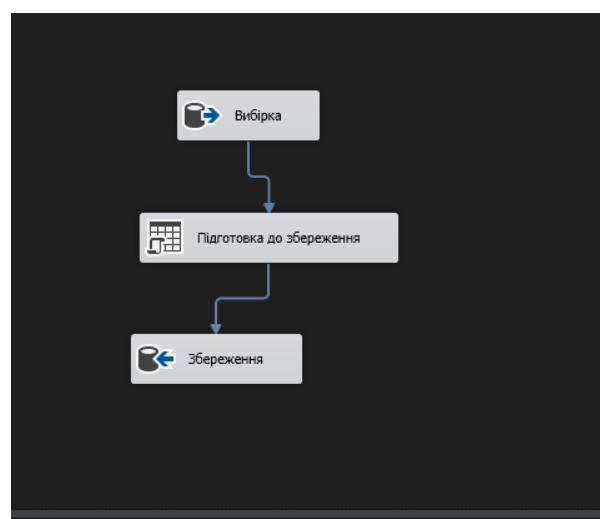 Вибірка
Підготовка до збереження
Збереження